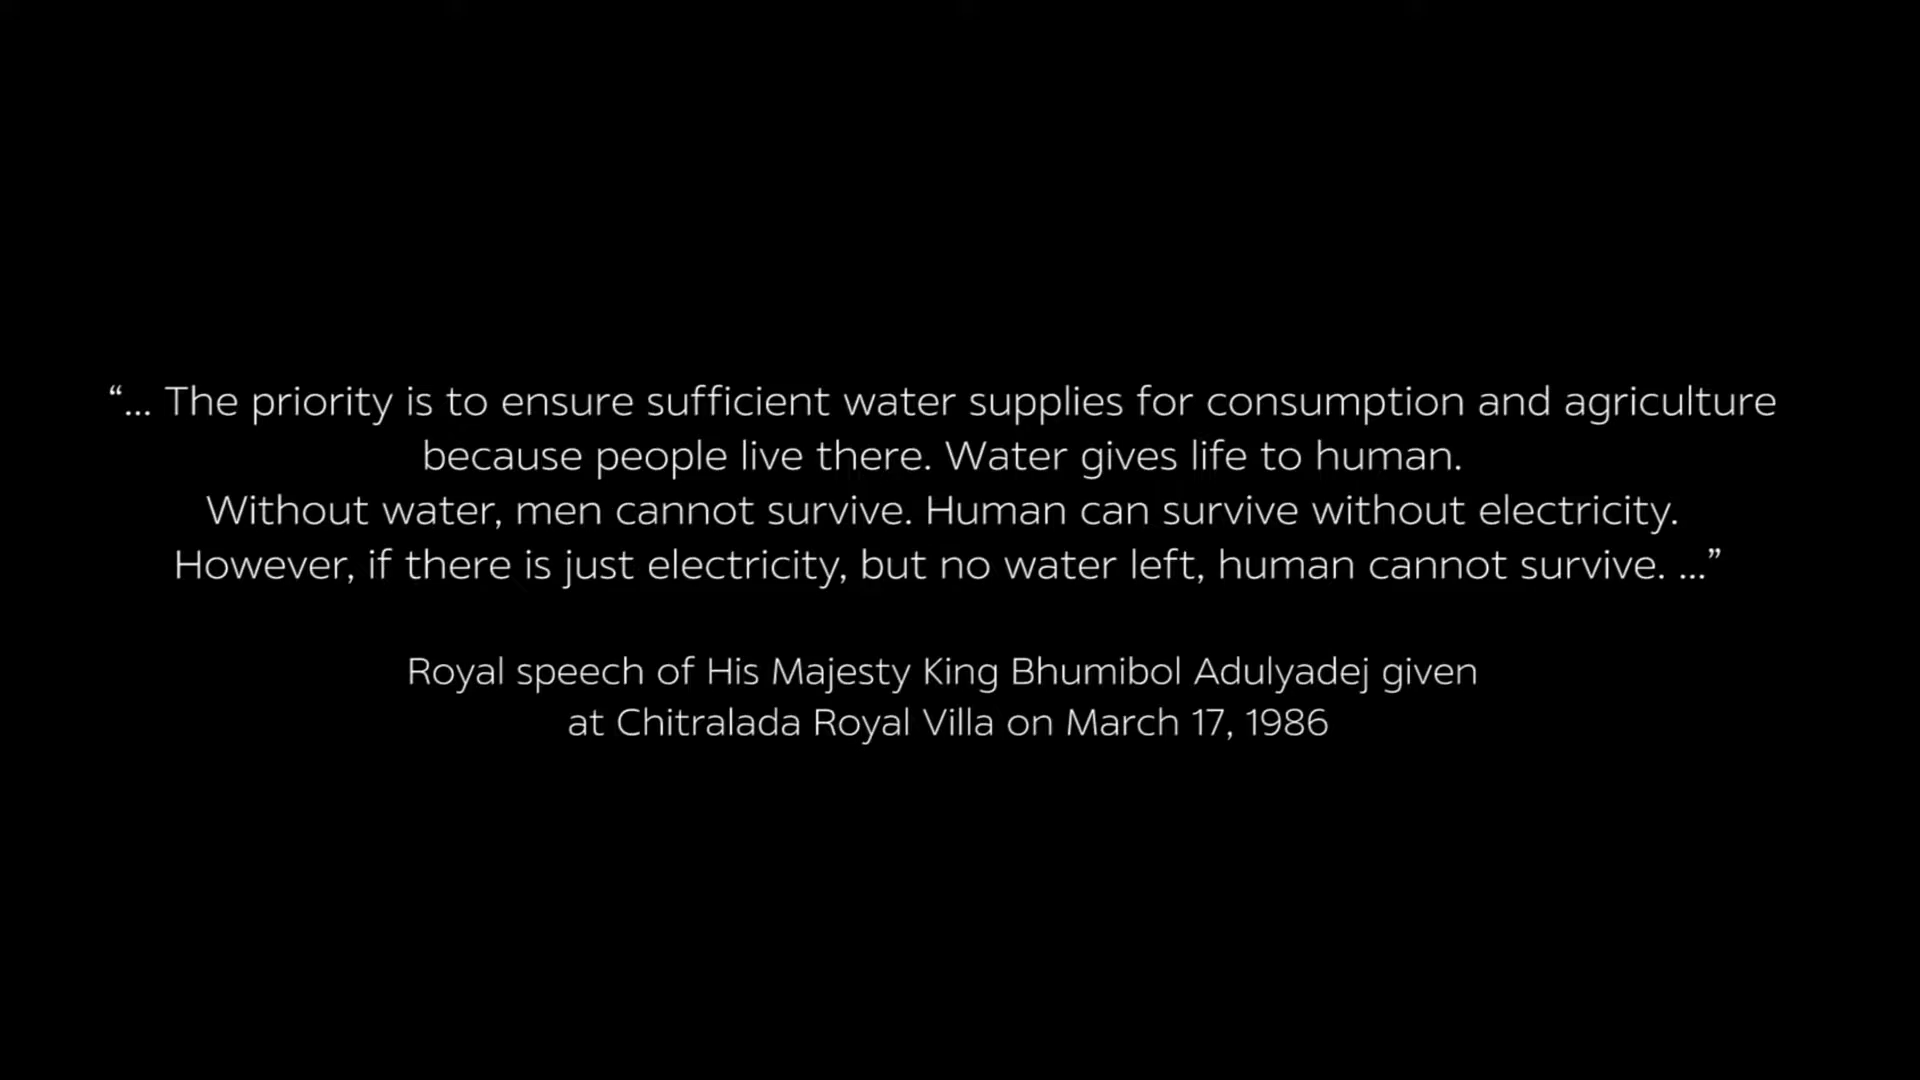 “... The priority is to ensure sufficient water supplies for consumption and agriculture
because people live there. Water gives life to human.
Without water, men cannot survive. Human can survive without electricity.
However, if there is just electricity, but no water left, human cannot survive. ...”
Royal speech of His Majesty King Bhumibol Adulyadej given
at Chitralada Royal Villa on March 17, 1986